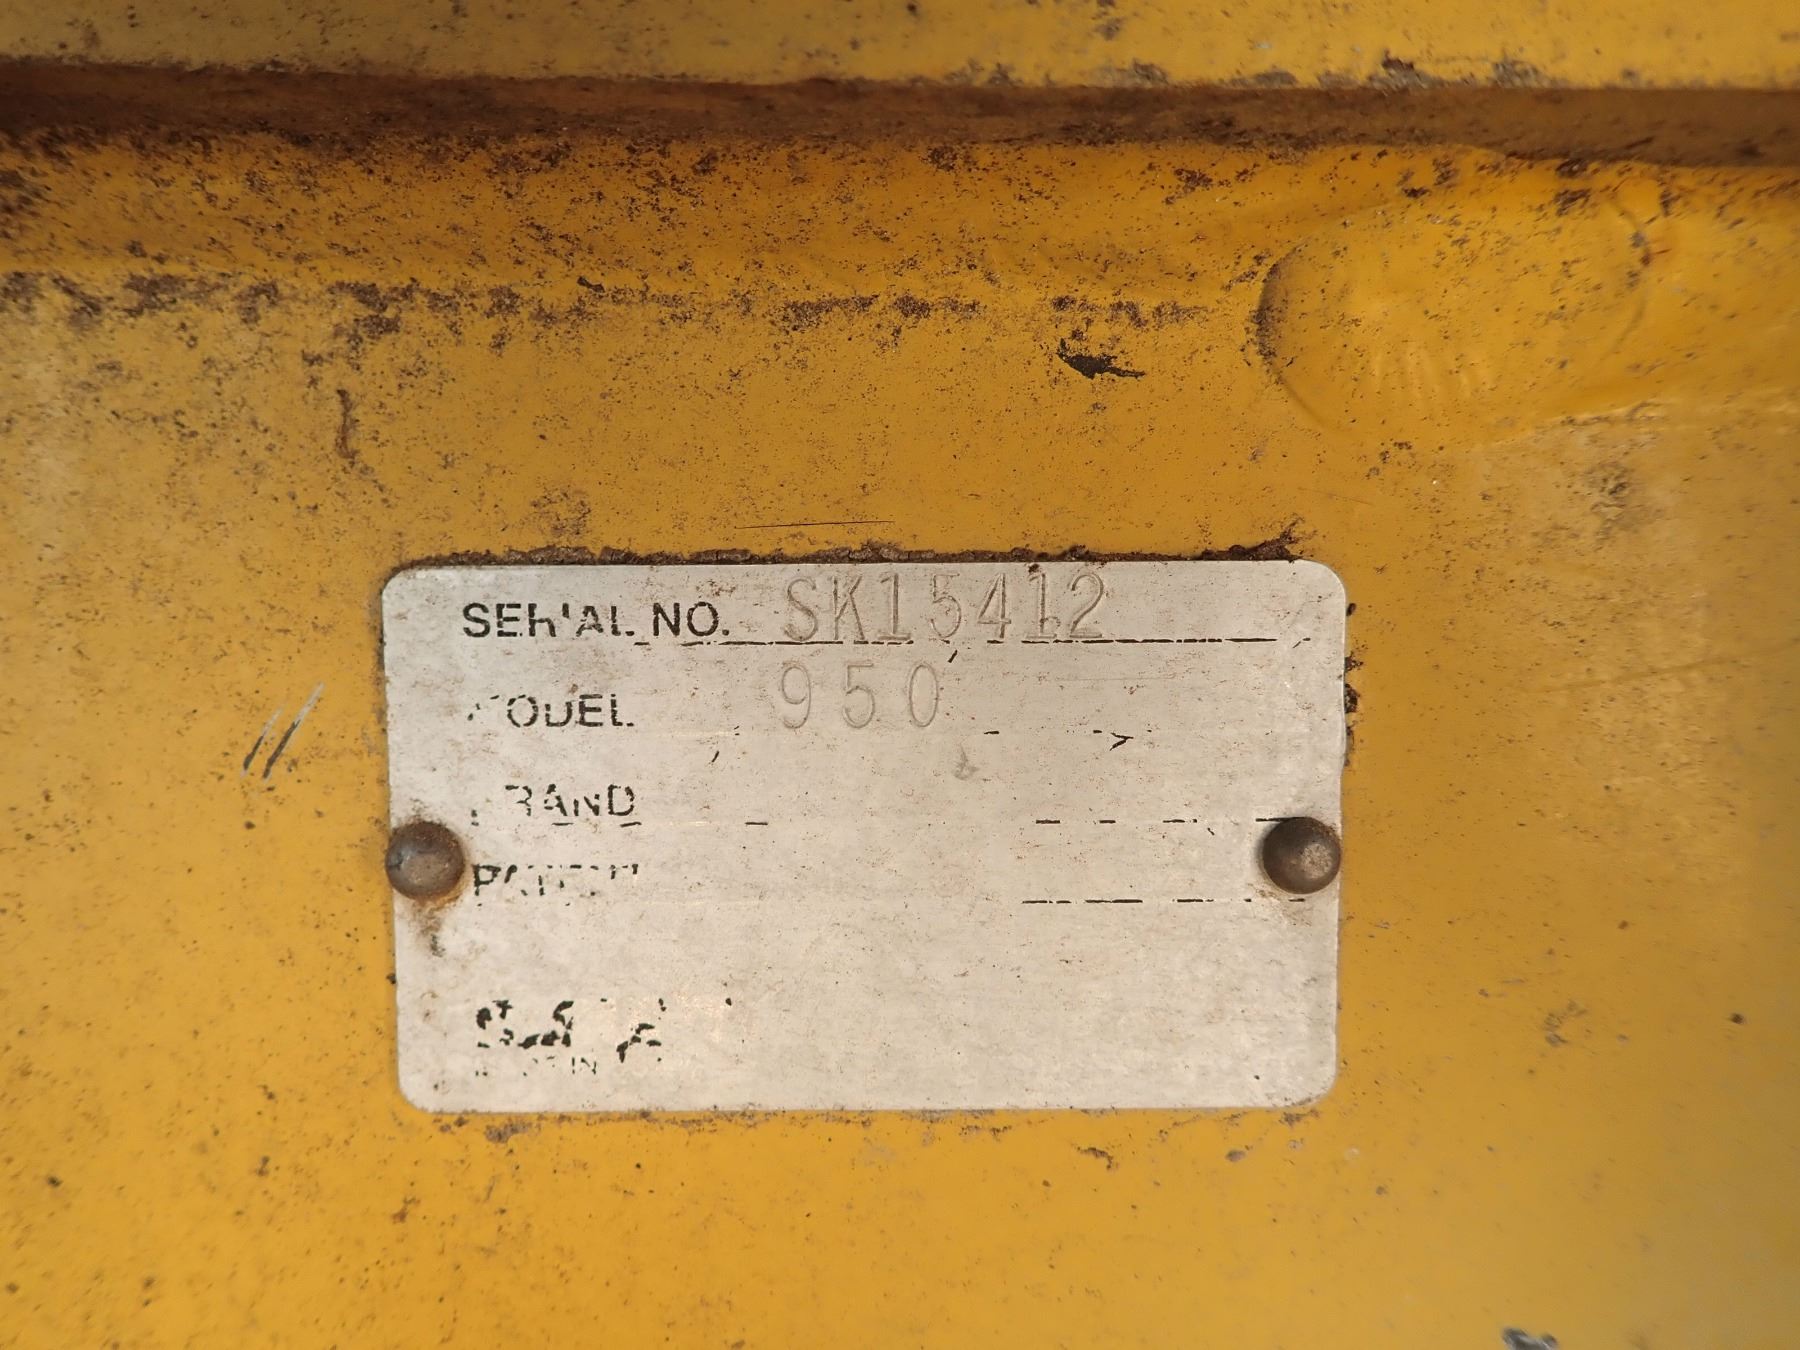 SERIAL NO. SK15412
MODEL 950
BRAND